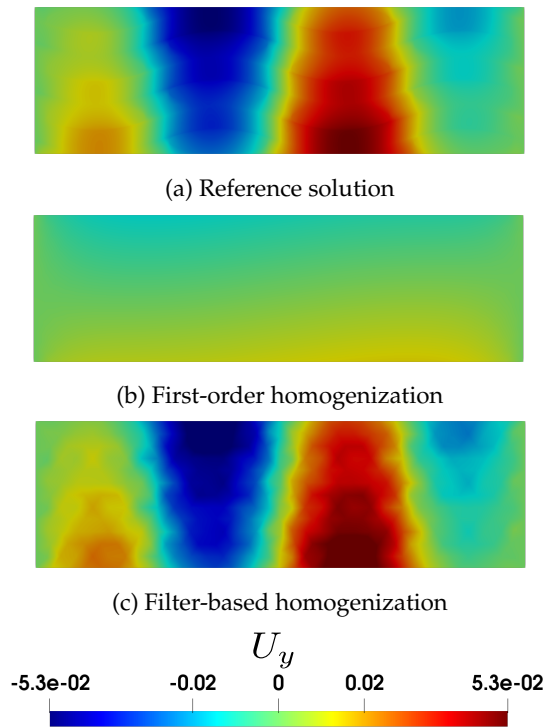 (a) Reference solution
(b) First-order homogenization
(c) Filter-based homogenization
U_y
-5.3e-02 -0.02 0 0.02 5.3e-02